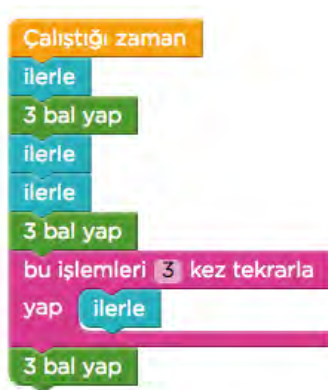 Çalıştığı zaman
ilerle
3 bal yap
ilerle
ilerle
3 bal yap
bu işlemleri 3 kez tekrarla
yap ilerle
3 bal yap